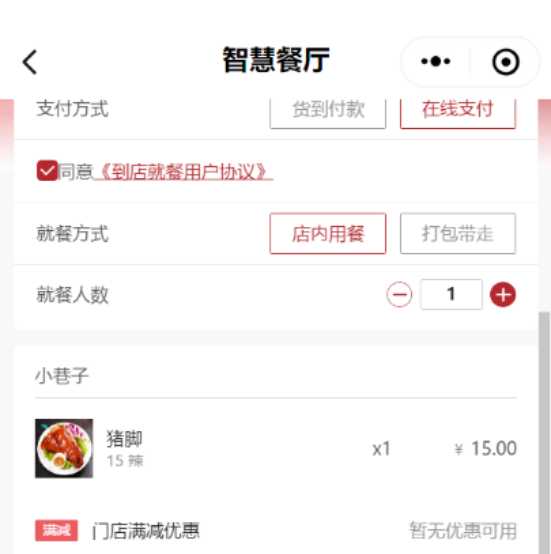 智慧餐厅
支付方式 货到付款 在线支付
同意《到店就餐用户协议》
就餐方式 店内用餐 打包带走
就餐人数 1
小巷子
猪脚 x1 ¥ 15.00
15 辣
满减 门店满减优惠 暂无优惠可用